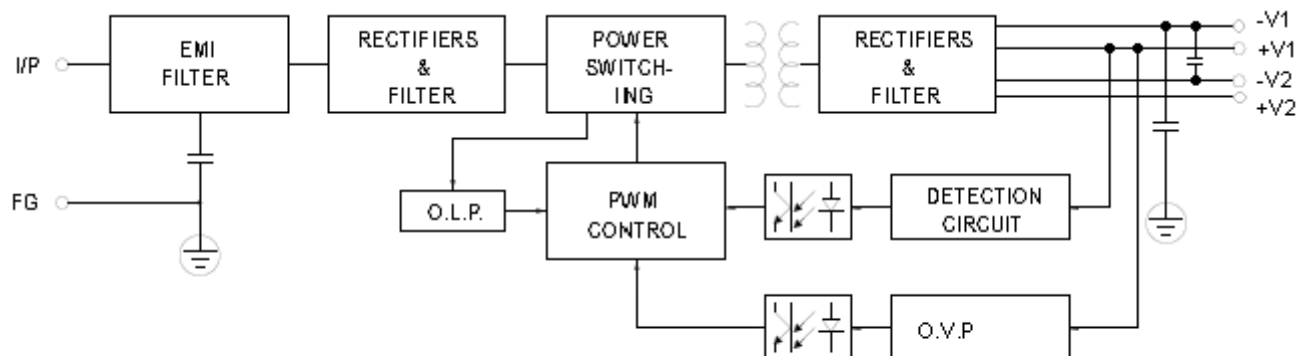 I/P
EMI
FILTER
RECTIFIERS
&
FILTER
POWER
SWITCH-
ING
RECTIFIERS
&
FILTER
-V1
+V1
-V2
+V2
FG
O.L.P.
PWM
CONTROL
DETECTION
CIRCUIT
O.V.P